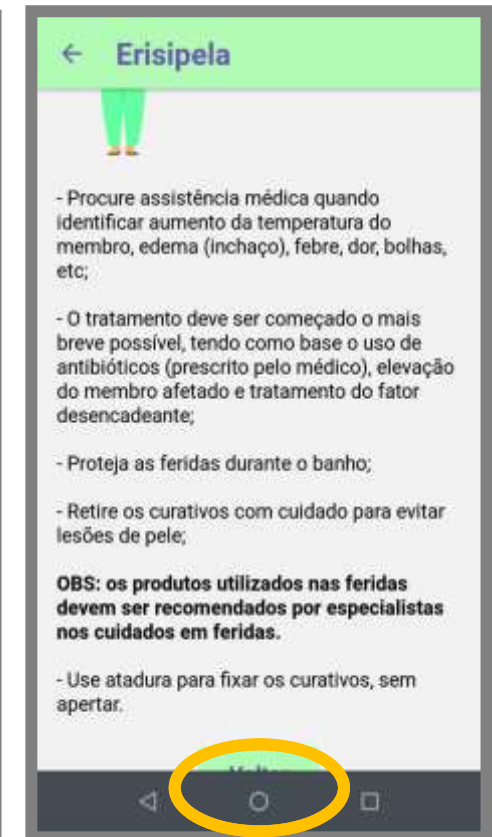 Erisipela
- Procure assistência médica quando
identificar aumento da temperatura do
membro, edema (inchaço), febre, dor, bolhas,
etc;
- O tratamento deve ser começado o mais
breve possível, tendo como base o uso de
antibióticos (prescrito pelo médico), elevação
do membro afetado e tratamento do fator
desencadeante;
- Proteja as feridas durante o banho;
- Retire os curativos com cuidado para evitar
lesões de pele;
OBS: os produtos utilizados nas feridas
devem ser recomendados por especialistas
nos cuidados em feridas.
- Use atadura para fixar os curativos, sem
apertar.